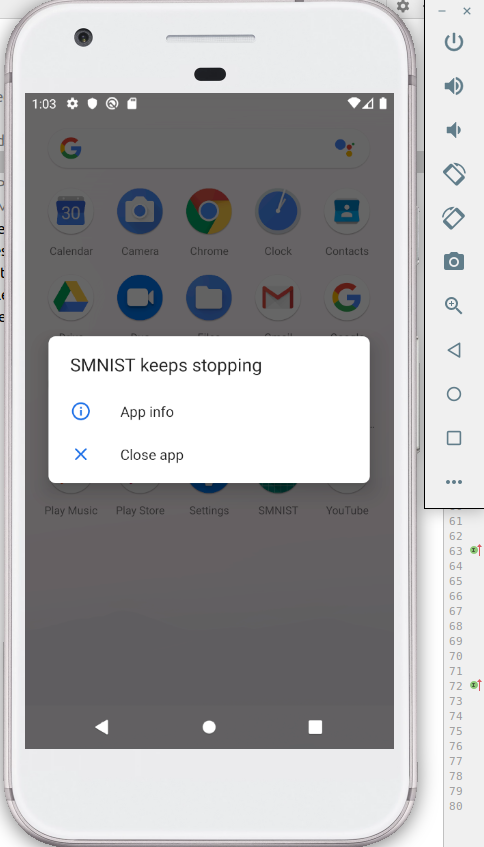 1:03
30
Calendar
Camera
Chrome
Clock
Contacts
SMNIST keeps stopping
App info
Close app
Play Music
Play Store
Settings
SMNIST
YouTube
61
62
63
64
65
66
67
68
69
70
71
72
73
74
75
76
77
78
79
80